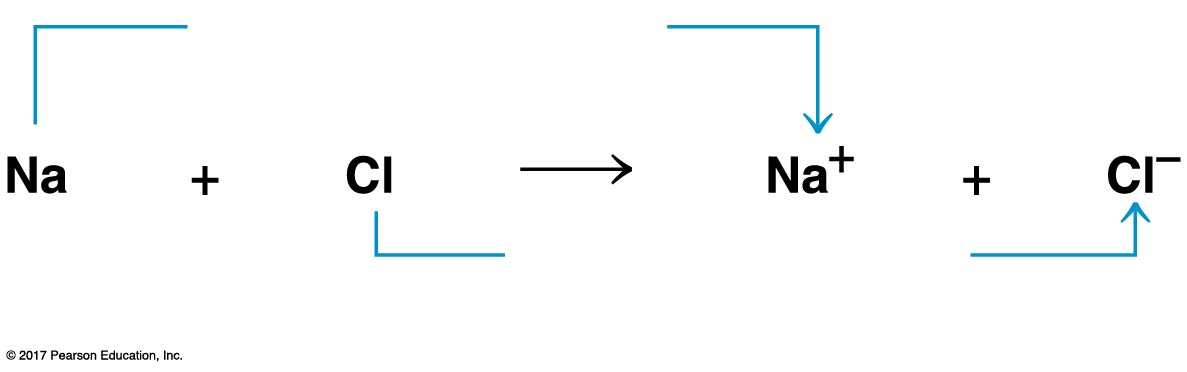 Na + Cl → Na⁺ + Cl⁻
© 2017 Pearson Education, Inc.